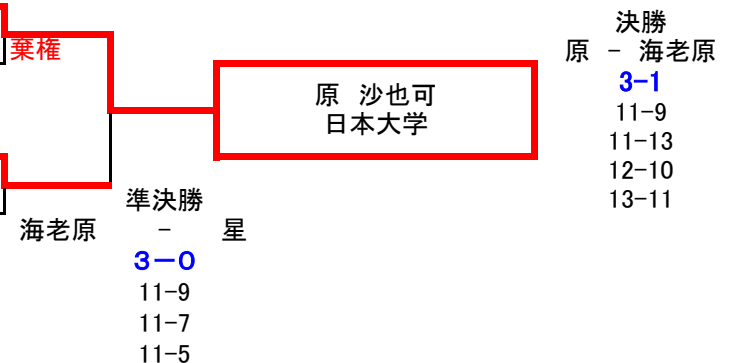 棄権
原　沙也可
日本大学
決勝
原 － 海老原
3-1
11-9
11-13
12-10
13-11
準決勝
海老原 － 星
３－０
11-9
11-7
11-5